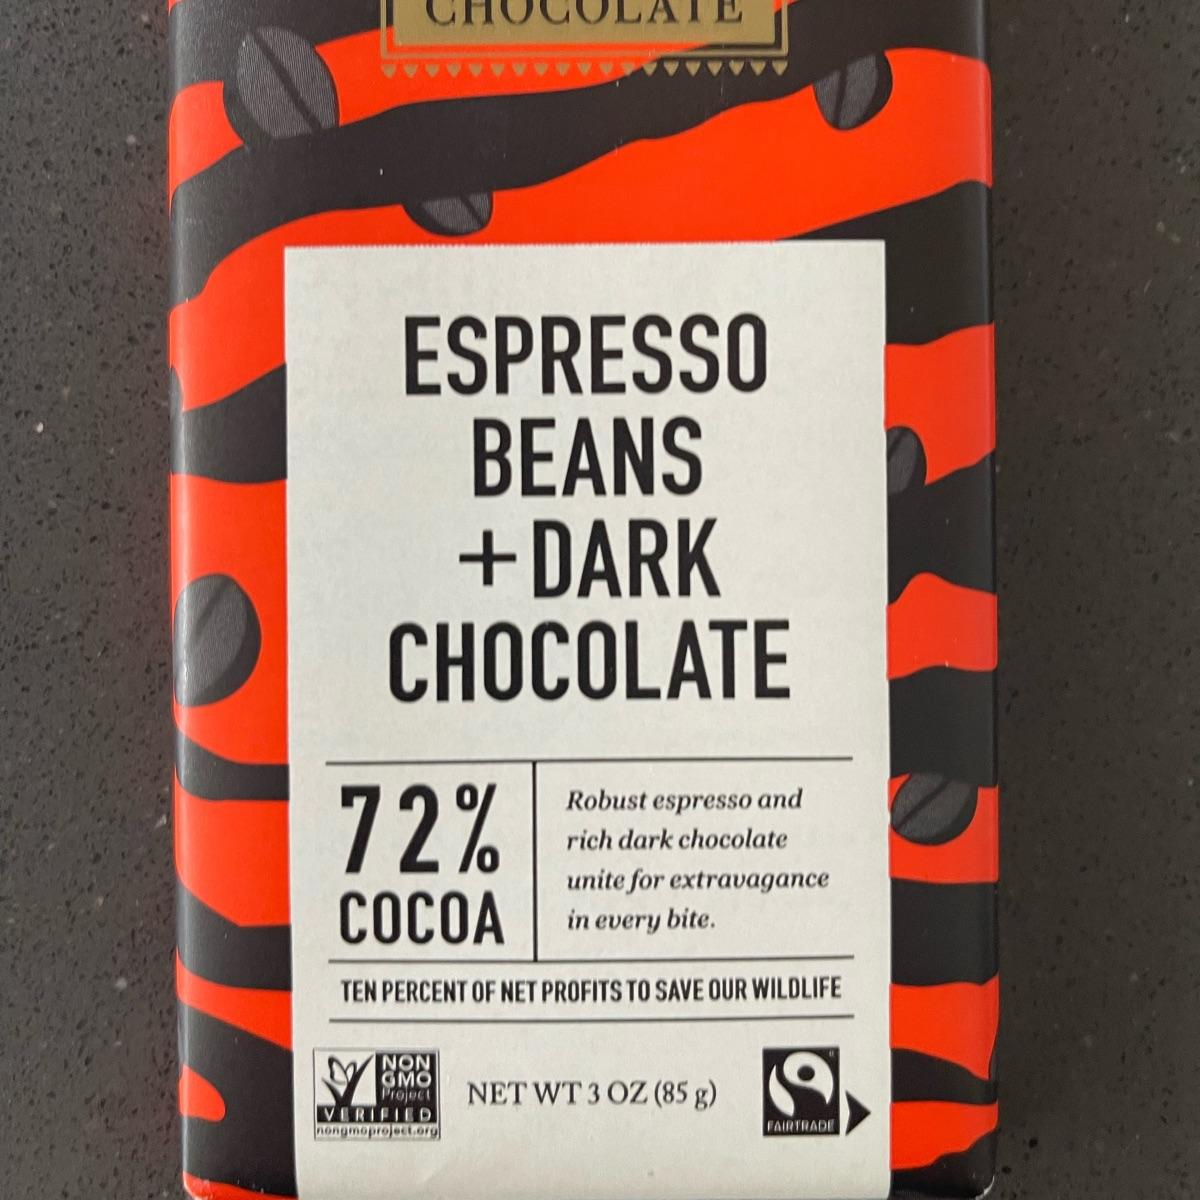 CHOCOLATE
ESPRESSO
BEANS
+ DARK
CHOCOLATE
72%
COCOA
Robust espresso and
rich dark chocolate
unite for extravagance
in every bite.
TEN PERCENT OF NET PROFITS TO SAVE OUR WILDLIFE
NON
GMO
Project
VERIFIED
nongmoproject.org
NET WT 3 OZ (85 g)
®
FAIRTRADE